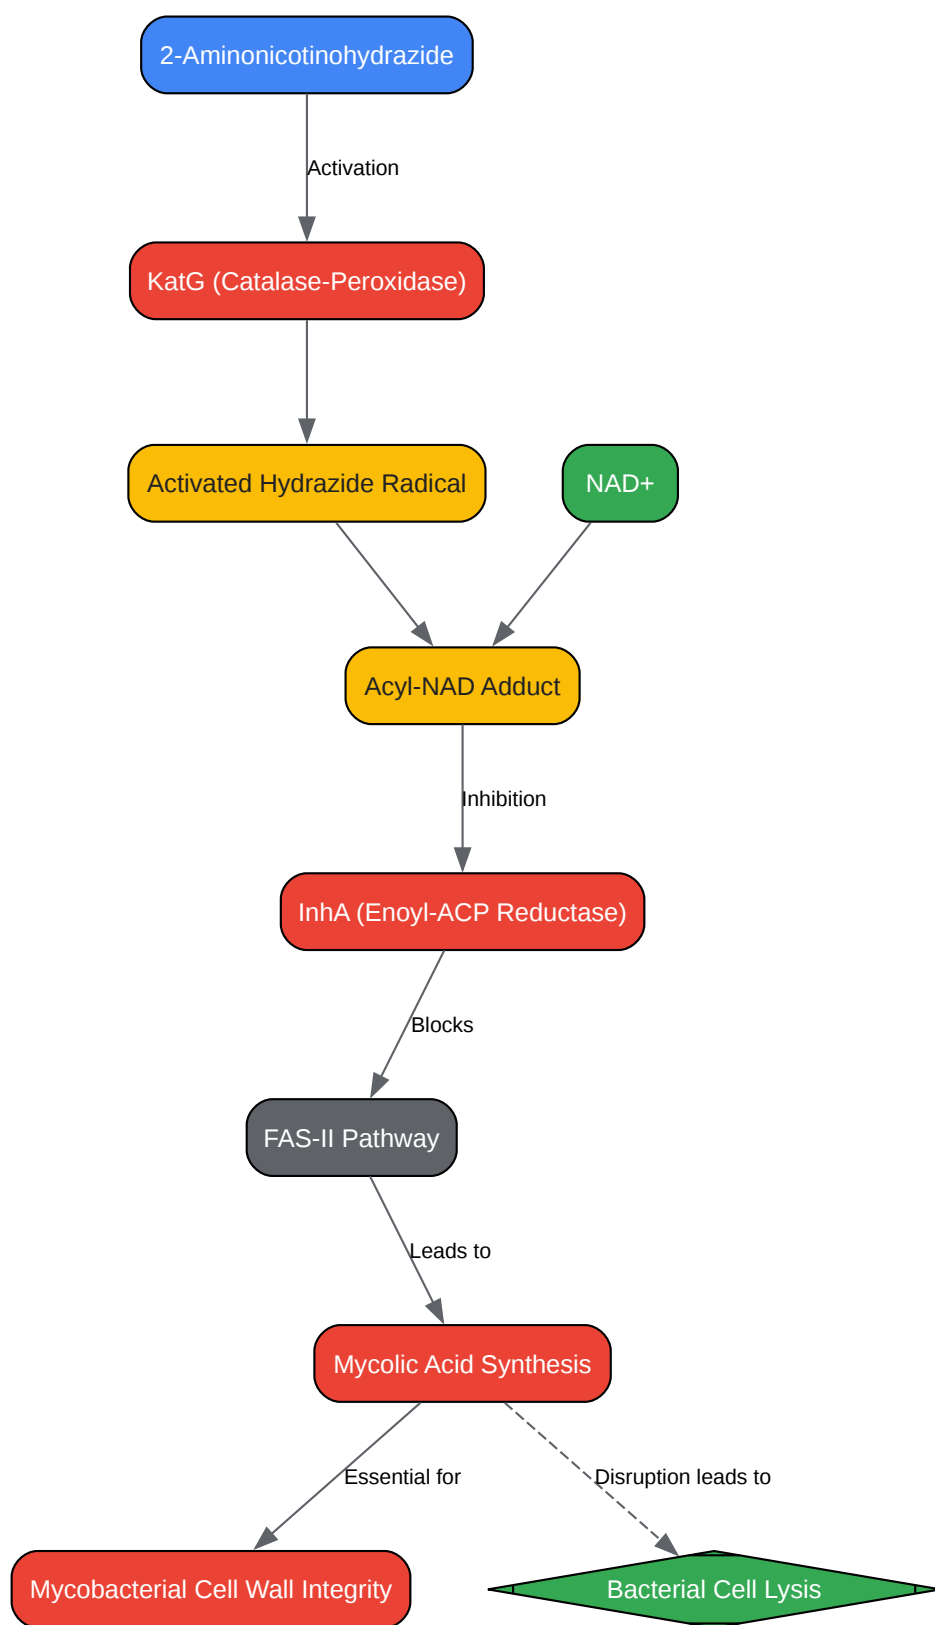 2-Aminonicotinohydrazide
Activation
KatG (Catalase-Peroxidase)
Activated Hydrazide Radical
NAD+
Acyl-NAD Adduct
Inhibition
InhA (Enoyl-ACP Reductase)
Blocks
FAS-II Pathway
Leads to
Mycolic Acid Synthesis
Essential for
Disruption leads to
Mycobacterial Cell Wall Integrity
Bacterial Cell Lysis